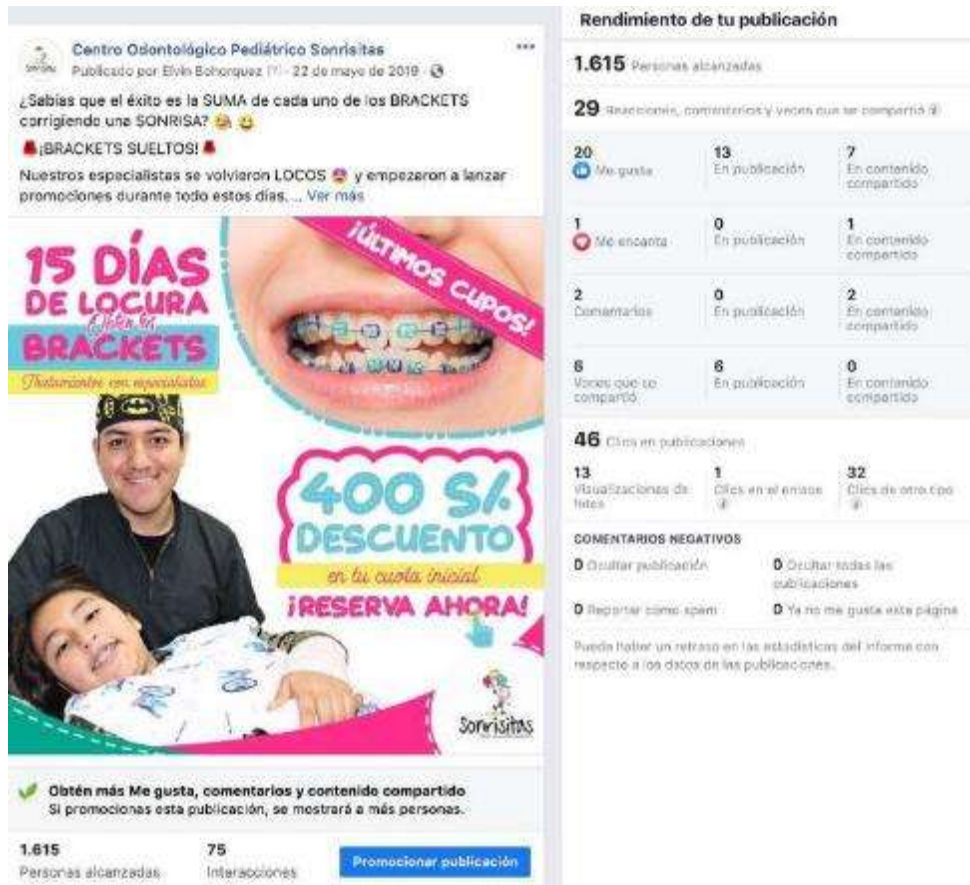 Centro Odontológico Pediátrico Sonrisitas
Publicado por Elvin Bohorquez [?] · 22 de mayo de 2019 ·
¿Sabías que el éxito es la SUMA de cada uno de los BRACKETS
corrigiendo una SONRISA?
¡BRACKETS SUELTOS!
Nuestros especialistas se volvieron LOCOS y empezaron a lanzar
promociones durante todo estos días. ... Ver más
15 DÍAS
DE LOCURA
Obtén tus
BRACKETS
Tratamientos con especialistas
¡ÚLTIMOS CUPOS!
400 S/.
DESCUENTO
en tu cuota inicial
¡RESERVA AHORA!
Sonrisitas
Obtén más Me gusta, comentarios y contenido compartido
Si promocionas esta publicación, se mostrará a más personas.
1.615
Personas alcanzadas
75
Interacciones
Promocionar publicación
Rendimiento de tu publicación
1.615 Personas alcanzadas
29 Reacciones, comentarios y veces que se compartió
20
Me gusta
13
En publicación
7
En contenido
compartido
1
Me encanta
0
En publicación
1
En contenido
compartido
2
Comentarios
0
En publicación
2
En contenido
compartido
6
Veces que se
compartió
6
En publicación
0
En contenido
compartido
46 Clics en publicaciones
13
Visualizaciones de
fotos
1
Clics en el enlace
32
Clics de otro tipo
COMENTARIOS NEGATIVOS
0 Ocultar publicación
0 Ocultar todas las
publicaciones
0 Reportar como spam
0 Ya no me gusta esta página
Puede haber un retraso en las estadísticas del informe con
respecto a los datos de las publicaciones.